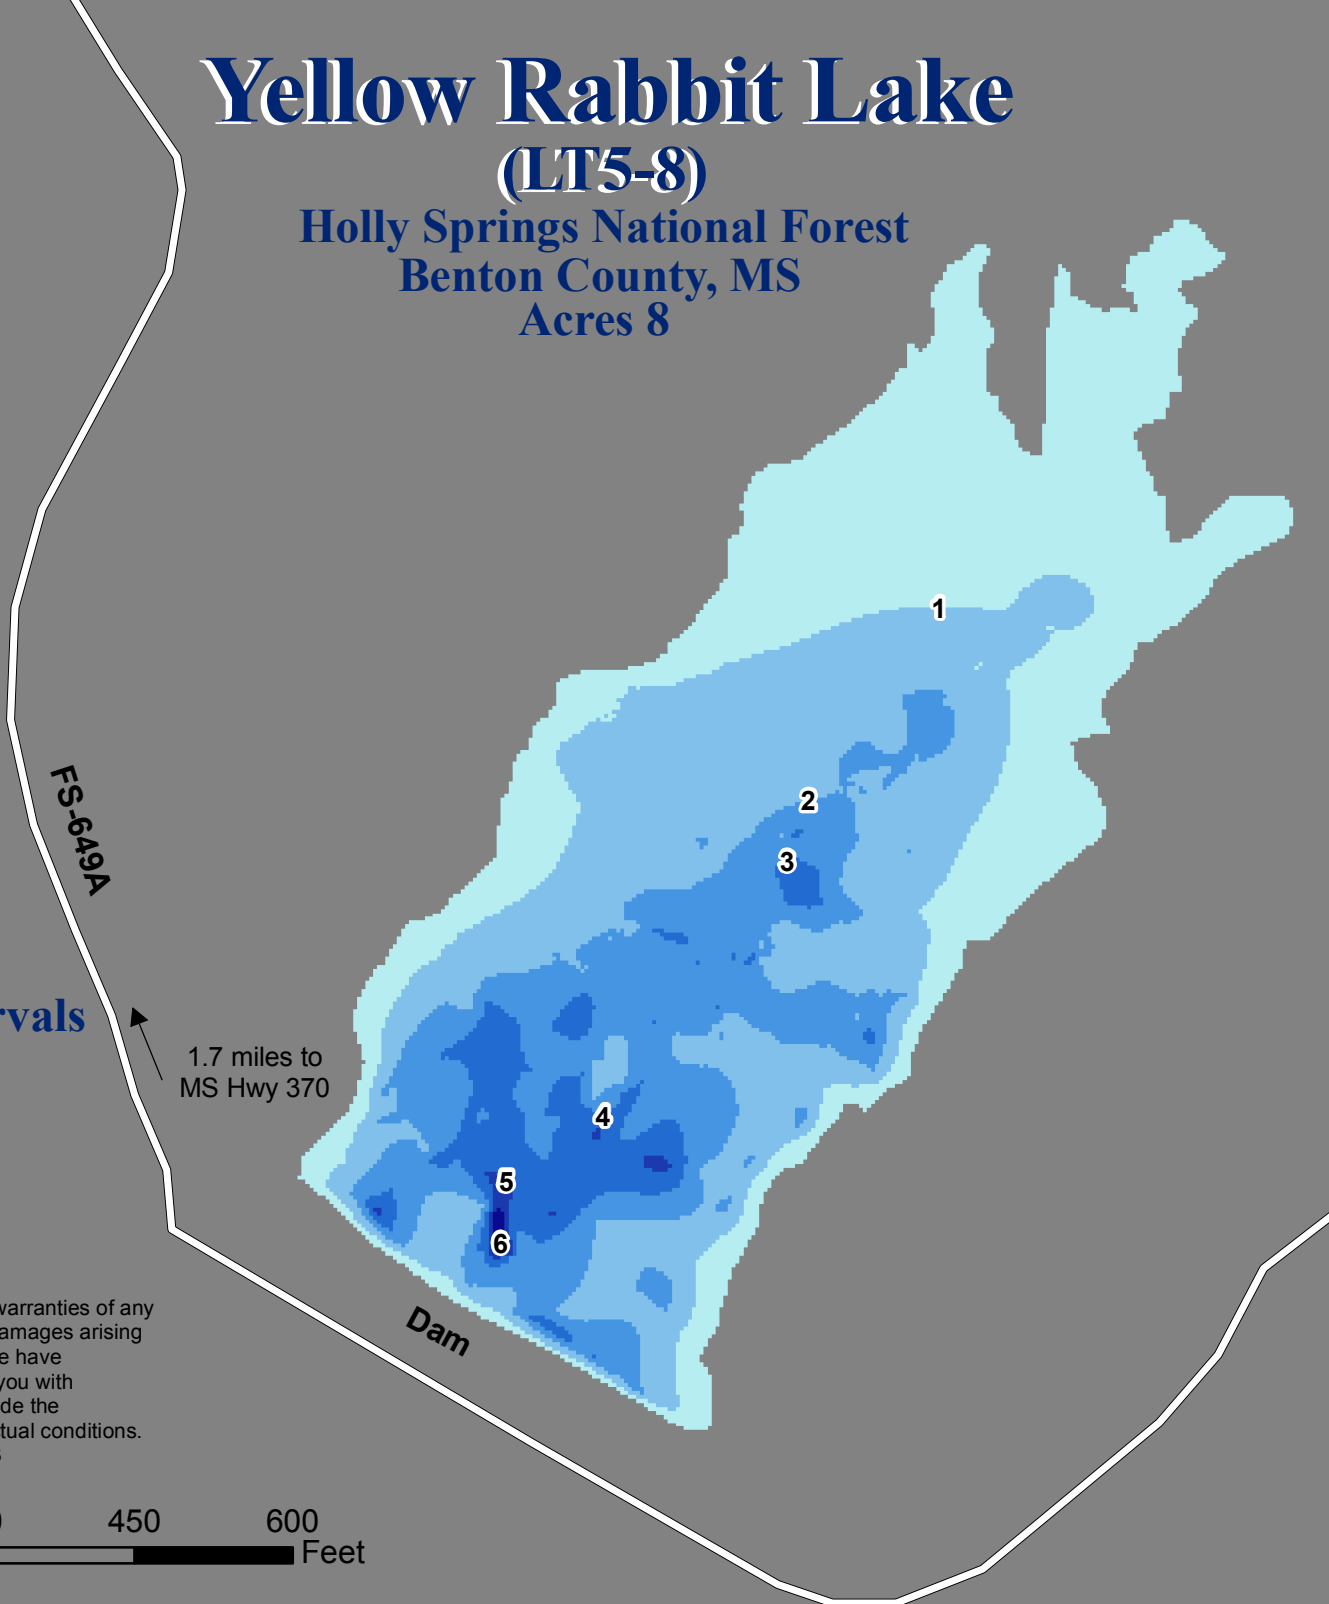 Yellow Rabbit Lake
(LT5-8)
Holly Springs National Forest
Benton County, MS
Acres 8
1
2
3
FS-649A
rvals
1.7 miles to
MS Hwy 370
4
5
6
Dam
warranties of any
amages arising
e have
you with
de the
tual conditions.
450 600
Feet